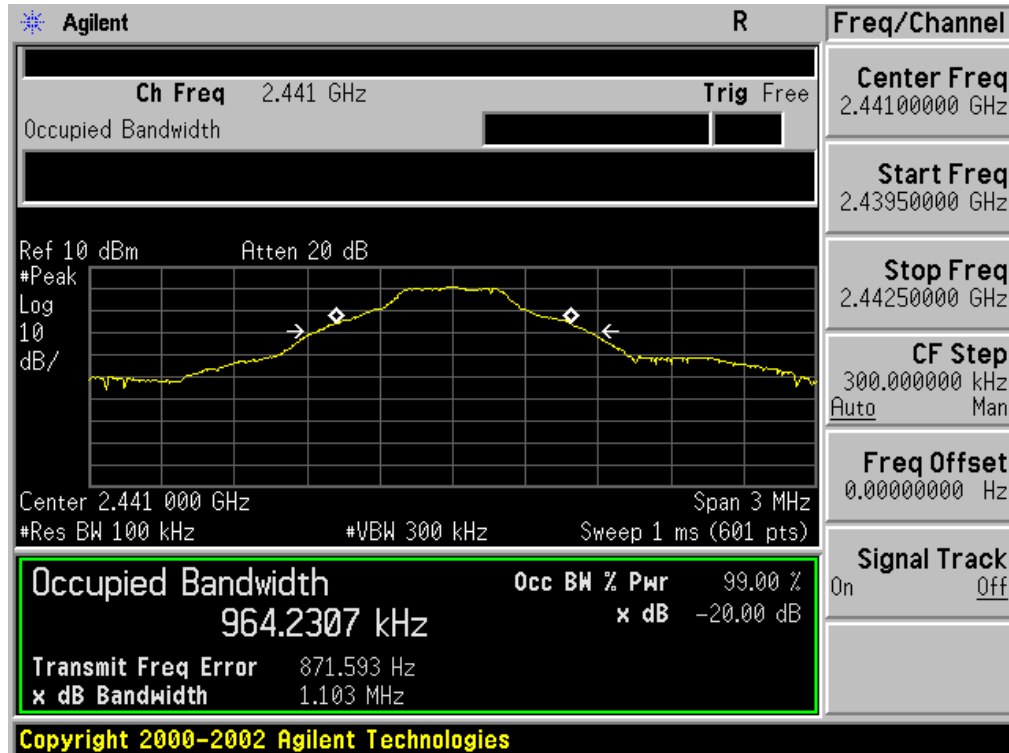 Agilent R Freq/Channel
Ch Freq 2.441 GHz Trig Free
Occupied Bandwidth
Center Freq
2.44100000 GHz
Start Freq
2.43950000 GHz
Stop Freq
2.44250000 GHz
CF Step
300.000000 kHz
Auto Man
Freq Offset
0.00000000 Hz
Signal Track
On Off
Ref 10 dBm Atten 20 dB
#Peak
Log
10
dB/
Center 2.441 000 GHz Span 3 MHz
#Res BW 100 kHz #VBW 300 kHz Sweep 1 ms (601 pts)
Occupied Bandwidth Occ BW % Pwr 99.00 %
964.2307 kHz x dB -20.00 dB
Transmit Freq Error 871.593 Hz
x dB Bandwidth 1.103 MHz
Copyright 2000-2002 Agilent Technologies